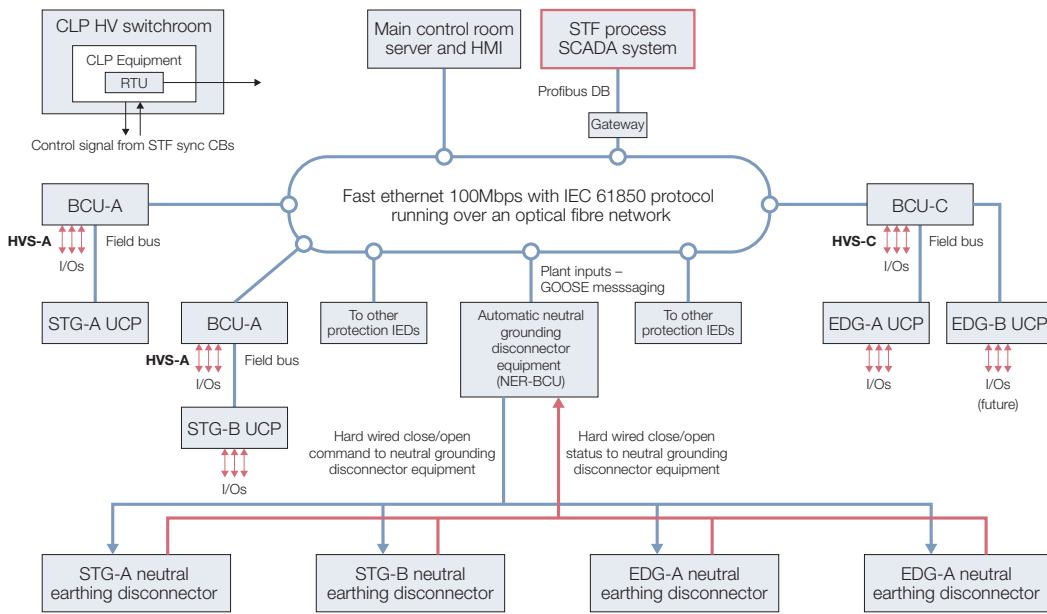 CLP HV switchroom
CLP Equipment
RTU
Control signal from STF sync CBs
Main control room
server and HMI
STF process
SCADA system
Profibus DB
Gateway
Fast ethernet 100Mbps with IEC 61850 protocol
running over an optical fibre network
BCU-A
HVS-A
I/Os
Field bus
STG-A UCP
BCU-A
HVS-A
I/Os
Field bus
STG-B UCP
I/Os
To other
protection IEDs
Plant inputs –
GOOSE messsaging
Automatic neutral
grounding
disconnector
equipment
(NER-BCU)
To other
protection IEDs
BCU-C
HVS-C
I/Os
Field bus
EDG-A UCP
I/Os
EDG-B UCP
I/Os
(future)
Hard wired close/open
command to neutral grounding
disconnector equipment
Hard wired close/open
status to neutral grounding
disconnector equipment
STG-A neutral
earthing disconnector
STG-B neutral
earthing disconnector
EDG-A neutral
earthing disconnector
EDG-A neutral
earthing disconnector